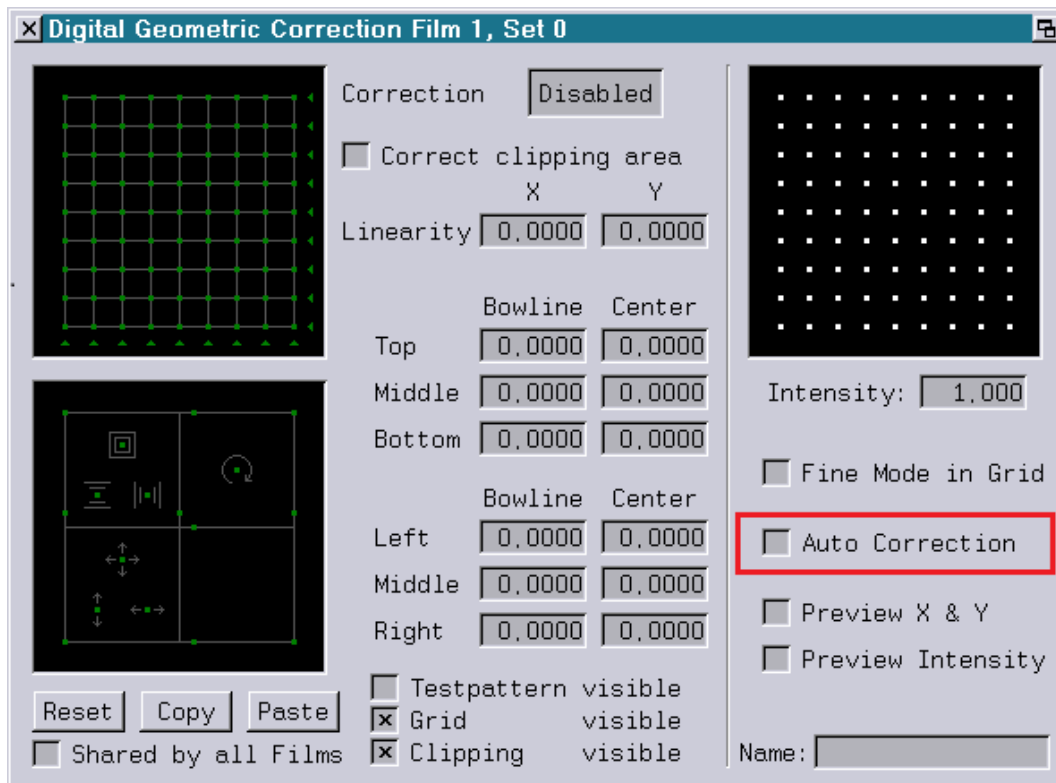 Digital Geometric Correction Film 1, Set 0
Correction Disabled
Correct clipping area
X Y
Linearity 0.0000 0.0000
Bowline Center
Top 0.0000 0.0000
Middle 0.0000 0.0000
Bottom 0.0000 0.0000
Bowline Center
Left 0.0000 0.0000
Middle 0.0000 0.0000
Right 0.0000 0.0000
Testpattern visible
Grid visible
Clipping visible
Reset Copy Paste
Shared by all Films
Intensity: 1.000
Fine Mode in Grid
Auto Correction
Preview X & Y
Preview Intensity
Name: